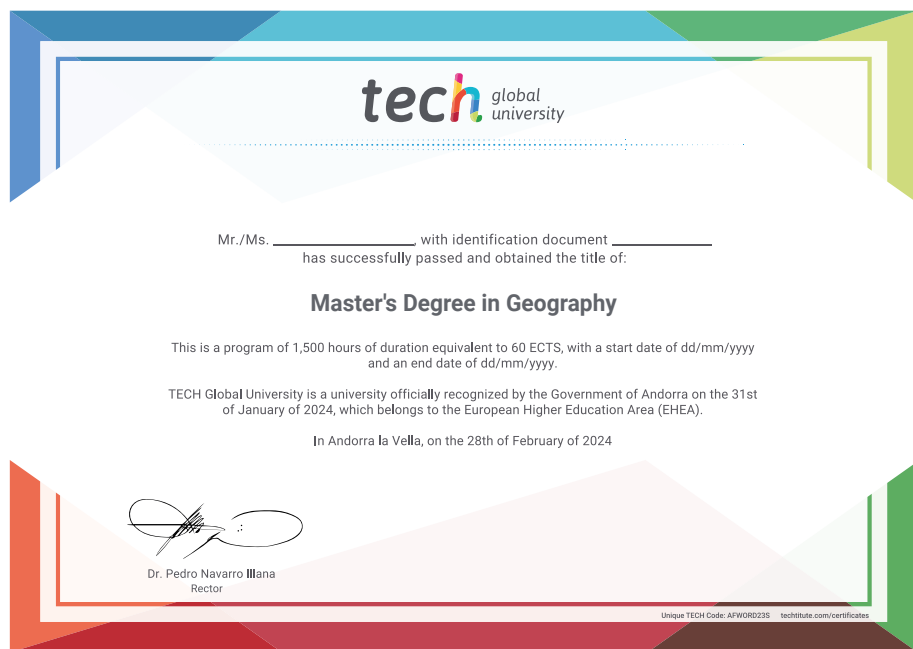 tech global university
Mr./Ms. ____________, with identification document ____________
has successfully passed and obtained the title of:
Master's Degree in Geography
This is a program of 1,500 hours of duration equivalent to 60 ECTS, with a start date of dd/mm/yyyy
and an end date of dd/mm/yyyy.
TECH Global University is a university officially recognized by the Government of Andorra on the 31st
of January of 2024, which belongs to the European Higher Education Area (EHEA).
In Andorra la Vella, on the 28th of February of 2024
Dr. Pedro Navarro Illana
Rector
Unique TECH Code: AFWORD23S techtitute.com/certificates